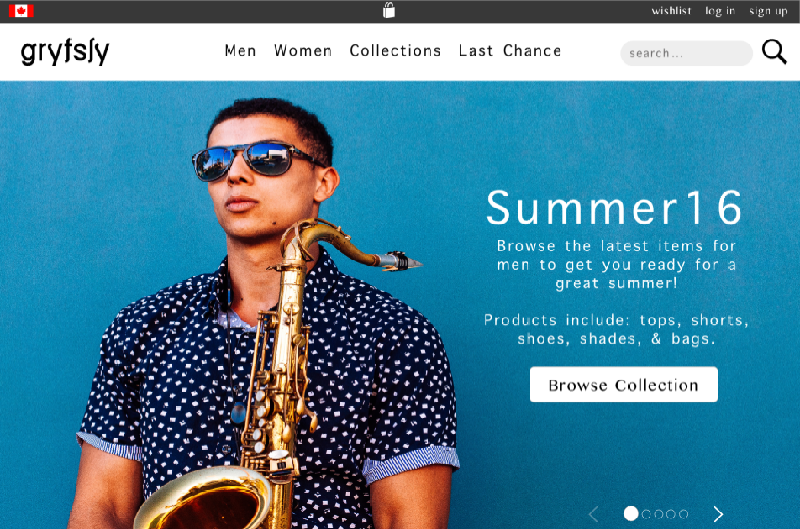 wishlist log in sign up
gryfsfy
Men Women Collections Last Chance
search...
Summer16
Browse the latest items for
men to get you ready for a
great summer!
Products include: tops, shorts,
shoes, shades, & bags.
Browse Collection